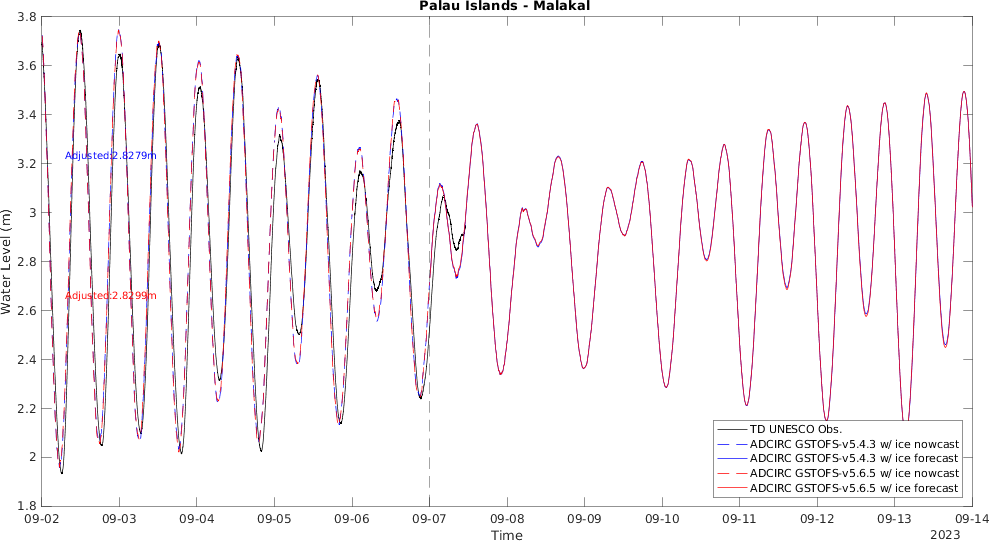 Palau Islands - Malakal
3.8
3.6
3.4
3.2
3
2.8
2.6
2.4
2.2
2
1.8
Water Level (m)
Adjusted:2.8279m
Adjusted:2.8299m
TD UNESCO Obs.
ADCIRC GSTOFS-v5.4.3 w/ ice nowcast
ADCIRC GSTOFS-v5.4.3 w/ ice forecast
ADCIRC GSTOFS-v5.6.5 w/ ice nowcast
ADCIRC GSTOFS-v5.6.5 w/ ice forecast
09-02 09-03 09-04 09-05 09-06 09-07 09-08 09-09 09-10 09-11 09-12 09-13 09-14
Time
2023